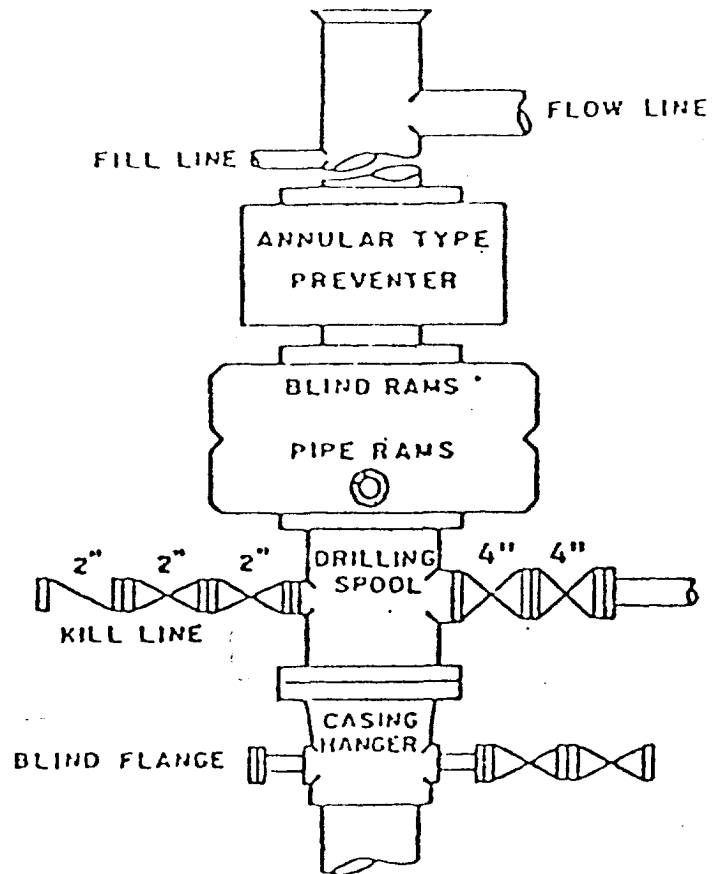 FLOW LINE
FILL LINE
ANNULAR TYPE
PREVENTER
BLIND RAMS
PIPE RAMS
2" 2" 2"
DRILLING
SPOOL
4" 4"
KILL LINE
CASING
HANGER
BLIND FLANGE